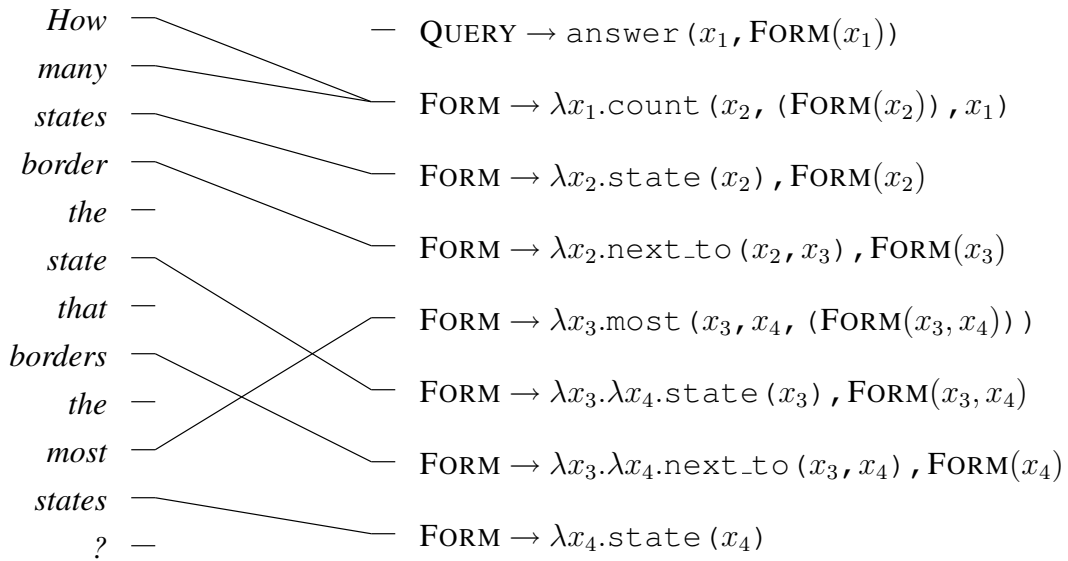 How
many
states
border
the
state
that
borders
the
most
states
?
QUERY → answer(x₁,FORM(x₁))
FORM → λx₁.count(x₂,(FORM(x₂)),x₁)
FORM → λx₂.state(x₂),FORM(x₂)
FORM → λx₂.next_to(x₂,x₃),FORM(x₃)
FORM → λx₃.most(x₃,x₄,(FORM(x₃,x₄)))
FORM → λx₃.λx₄.state(x₃),FORM(x₃,x₄)
FORM → λx₃.λx₄.next_to(x₃,x₄),FORM(x₄)
FORM → λx₄.state(x₄)